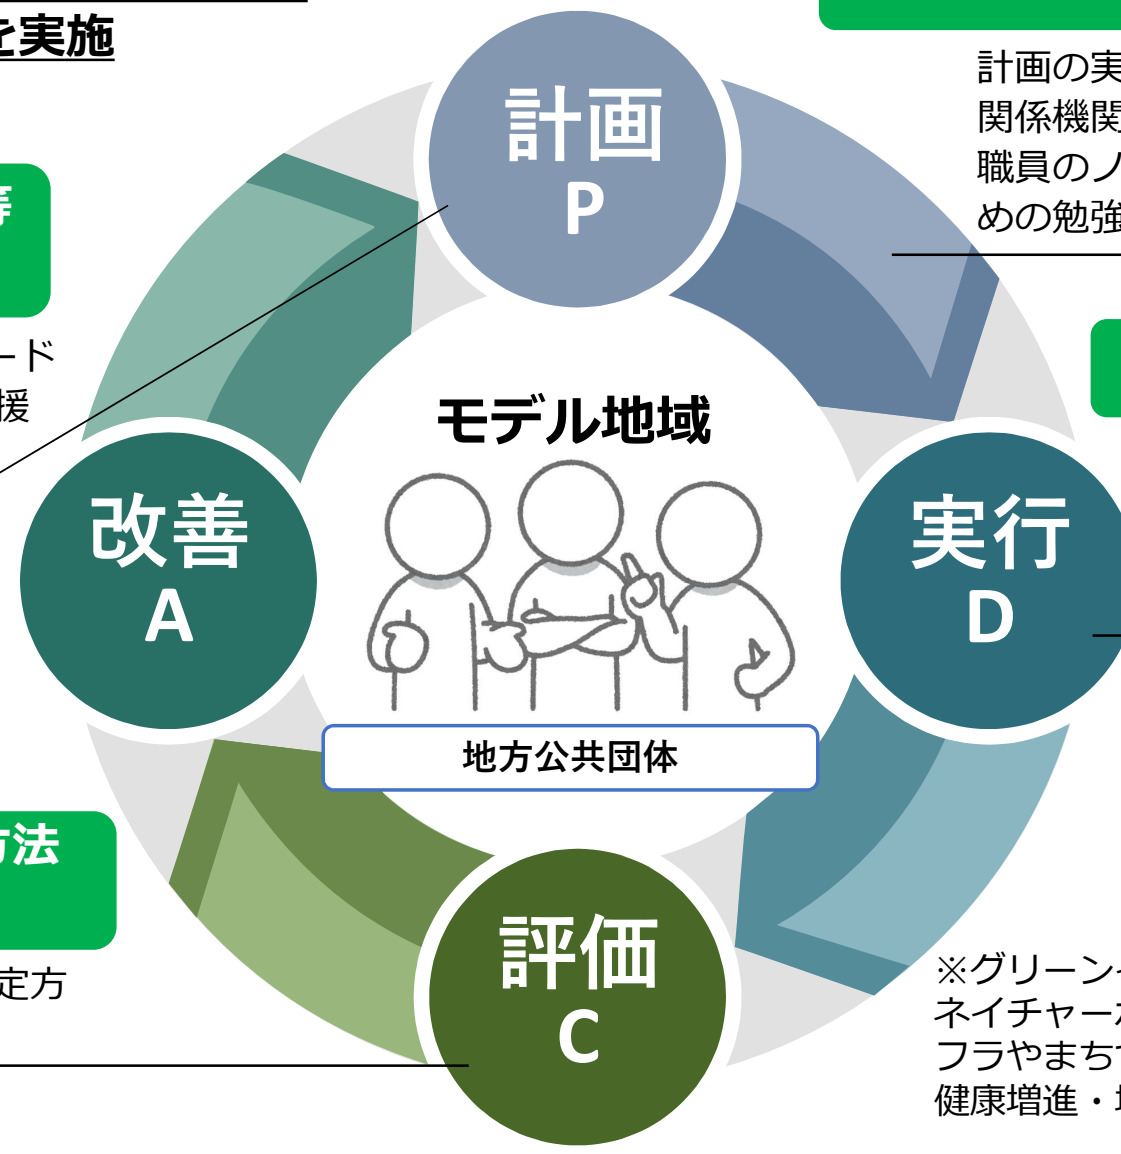 を実施
計画の実
関係機関
職員のノ
めの勉強
等
ード
援
計画
P
モデル地域
改善
A
実行
D
地方公共団体
方法
定方
評価
C
※グリーンイ
ネイチャー
フラやまち
健康増進・